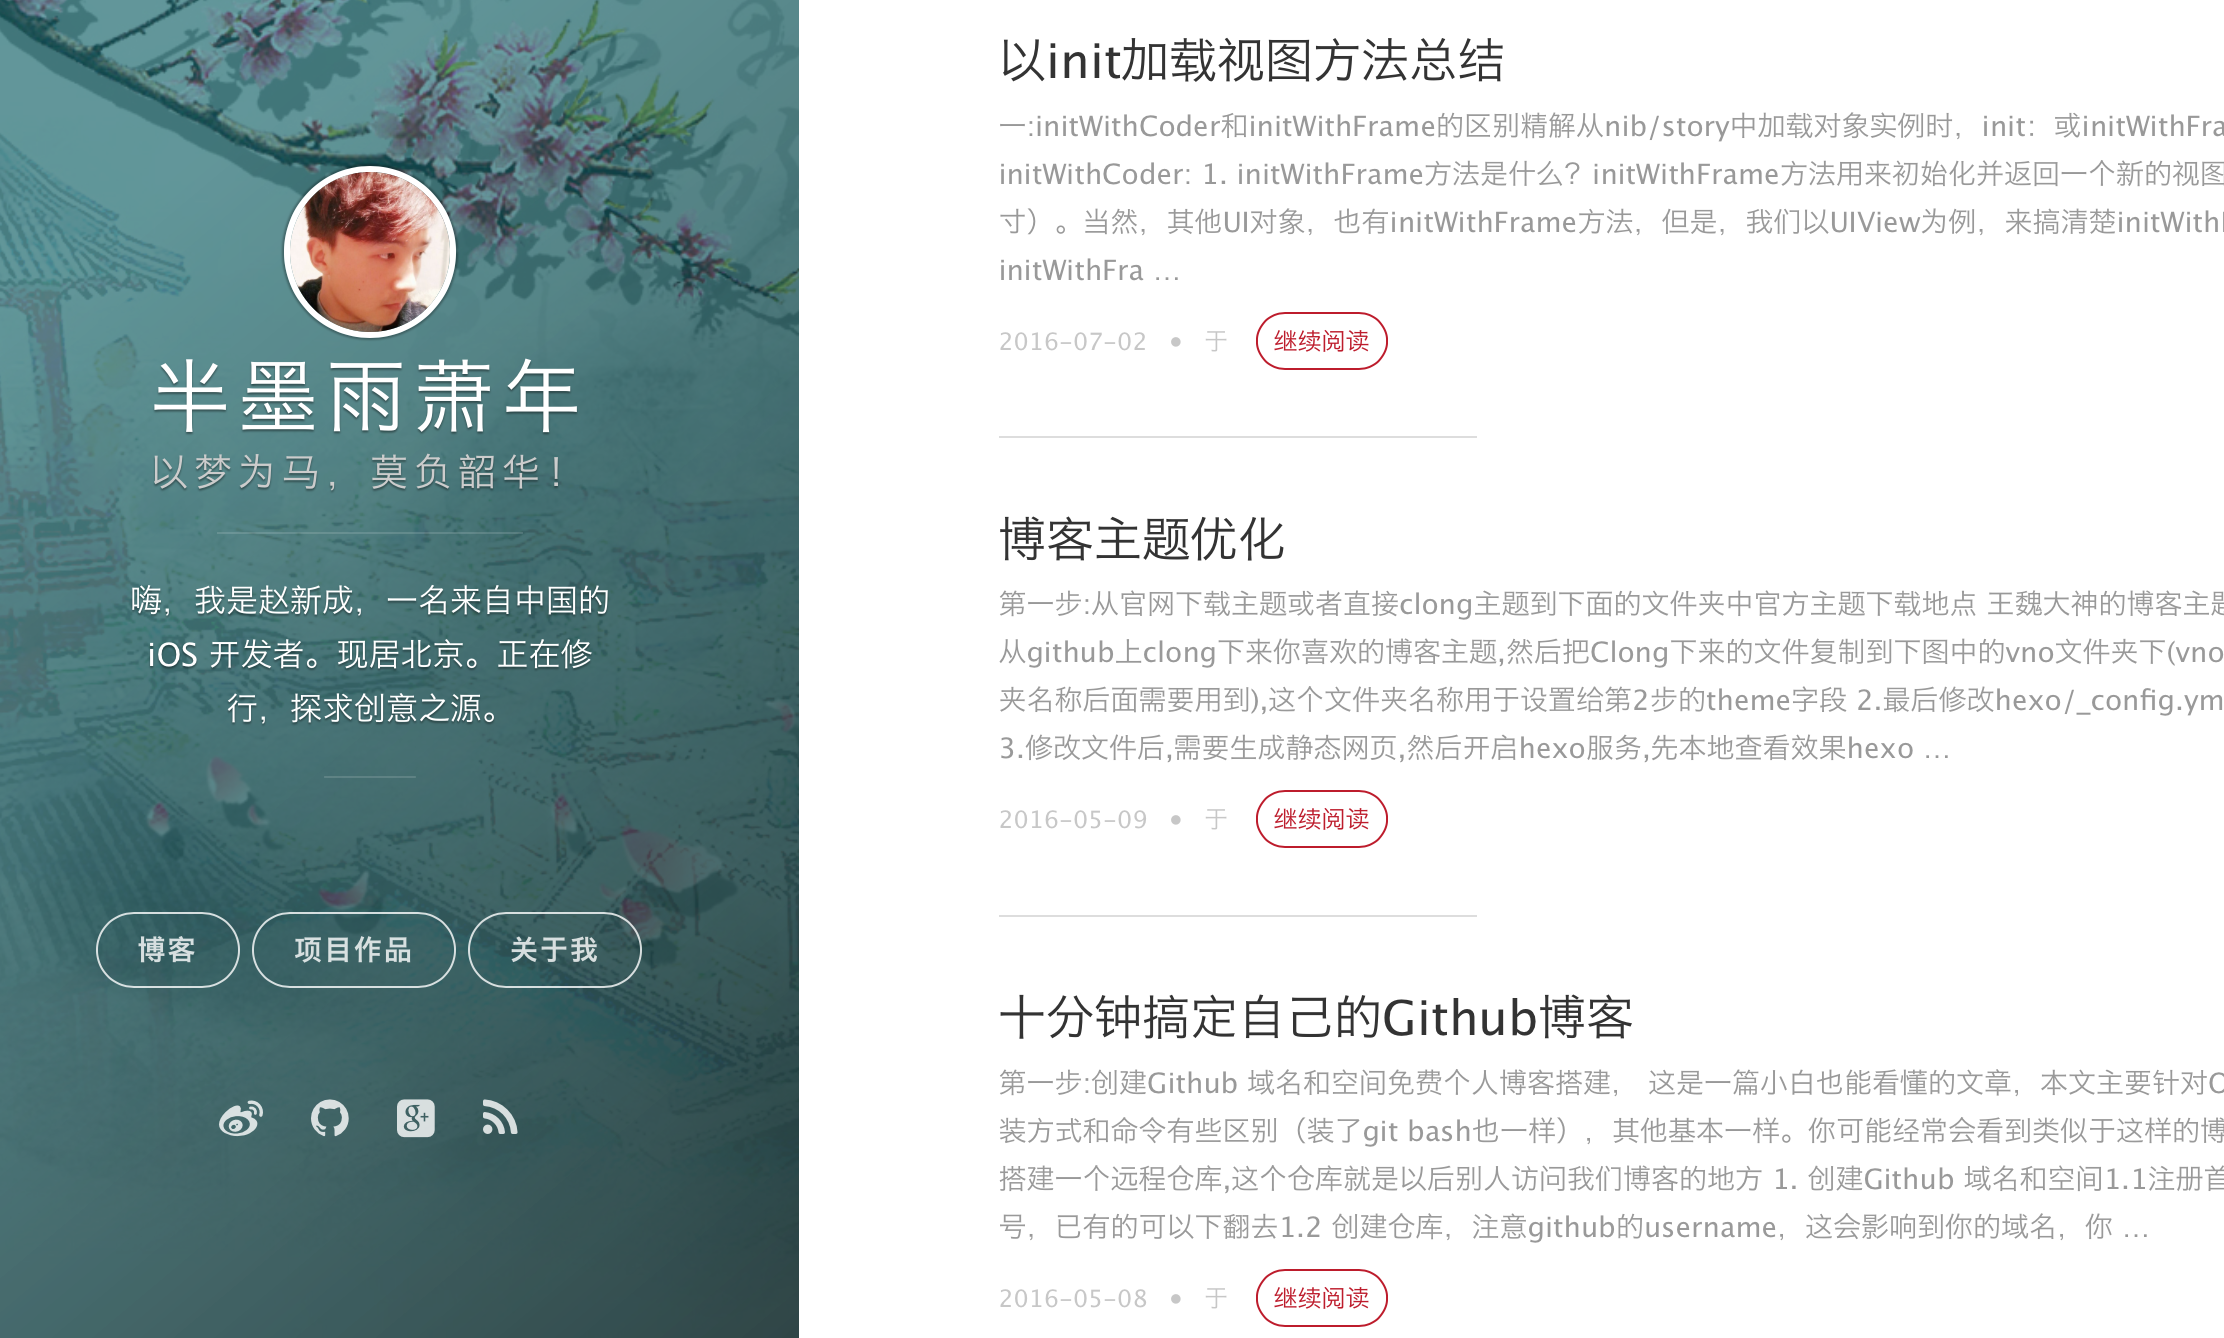 半墨雨萧年
以梦为马，莫负韶华！
嗨，我是赵新成，一名来自中国的
iOS 开发者。现居北京。正在修
行，探求创意之源。
博客
项目作品
关于我
以init加载视图方法总结
一:initWithCoder和initWithFrame的区别精解从nib/story中加载对象实例时，init：或initWithFra
initWithCoder: 1. initWithFrame方法是什么？initWithFrame方法用来初始化并返回一个新的视图
寸）。当然，其他UI对象，也有initWithFrame方法，但是，我们以UIView为例，来搞清楚initWith
initWithFra …
2016-07-02 • 于 继续阅读
博客主题优化
第一步:从官网下载主题或者直接clong主题到下面的文件夹中官方主题下载地点 王魏大神的博客主题
从github上clong下来你喜欢的博客主题,然后把Clong下来的文件复制到下图中的vno文件夹下(vno
夹名称后面需要用到),这个文件夹名称用于设置给第2步的theme字段 2.最后修改hexo/_config.ym
3.修改文件后,需要生成静态网页,然后开启hexo服务,先本地查看效果hexo …
2016-05-09 • 于 继续阅读
十分钟搞定自己的Github博客
第一步:创建Github 域名和空间免费个人博客搭建， 这是一篇小白也能看懂的文章，本文主要针对
装方式和命令有些区别（装了git bash也一样），其他基本一样。你可能经常会看到类似于这样的博
搭建一个远程仓库,这个仓库就是以后别人访问我们博客的地方 1. 创建Github 域名和空间1.1注册首
号，已有的可以下翻去1.2 创建仓库，注意github的username，这会影响到你的域名，你 …
2016-05-08 • 于 继续阅读